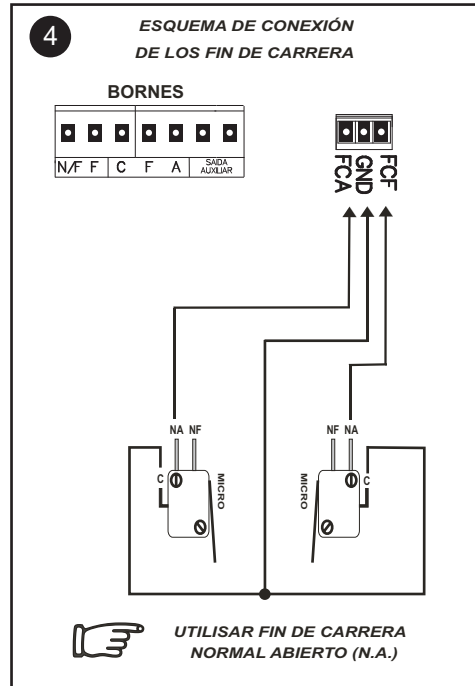 4
ESQUEMA DE CONEXIÓN
DE LOS FIN DE CARRERA
BORNES
N/F F C F A SAIDA
AUXILIAR
FCA
GND
FCF
NA NF
C
MICRO
NF NA
C
MICRO
UTILISAR FIN DE CARRERA
NORMAL ABIERTO (N.A.)